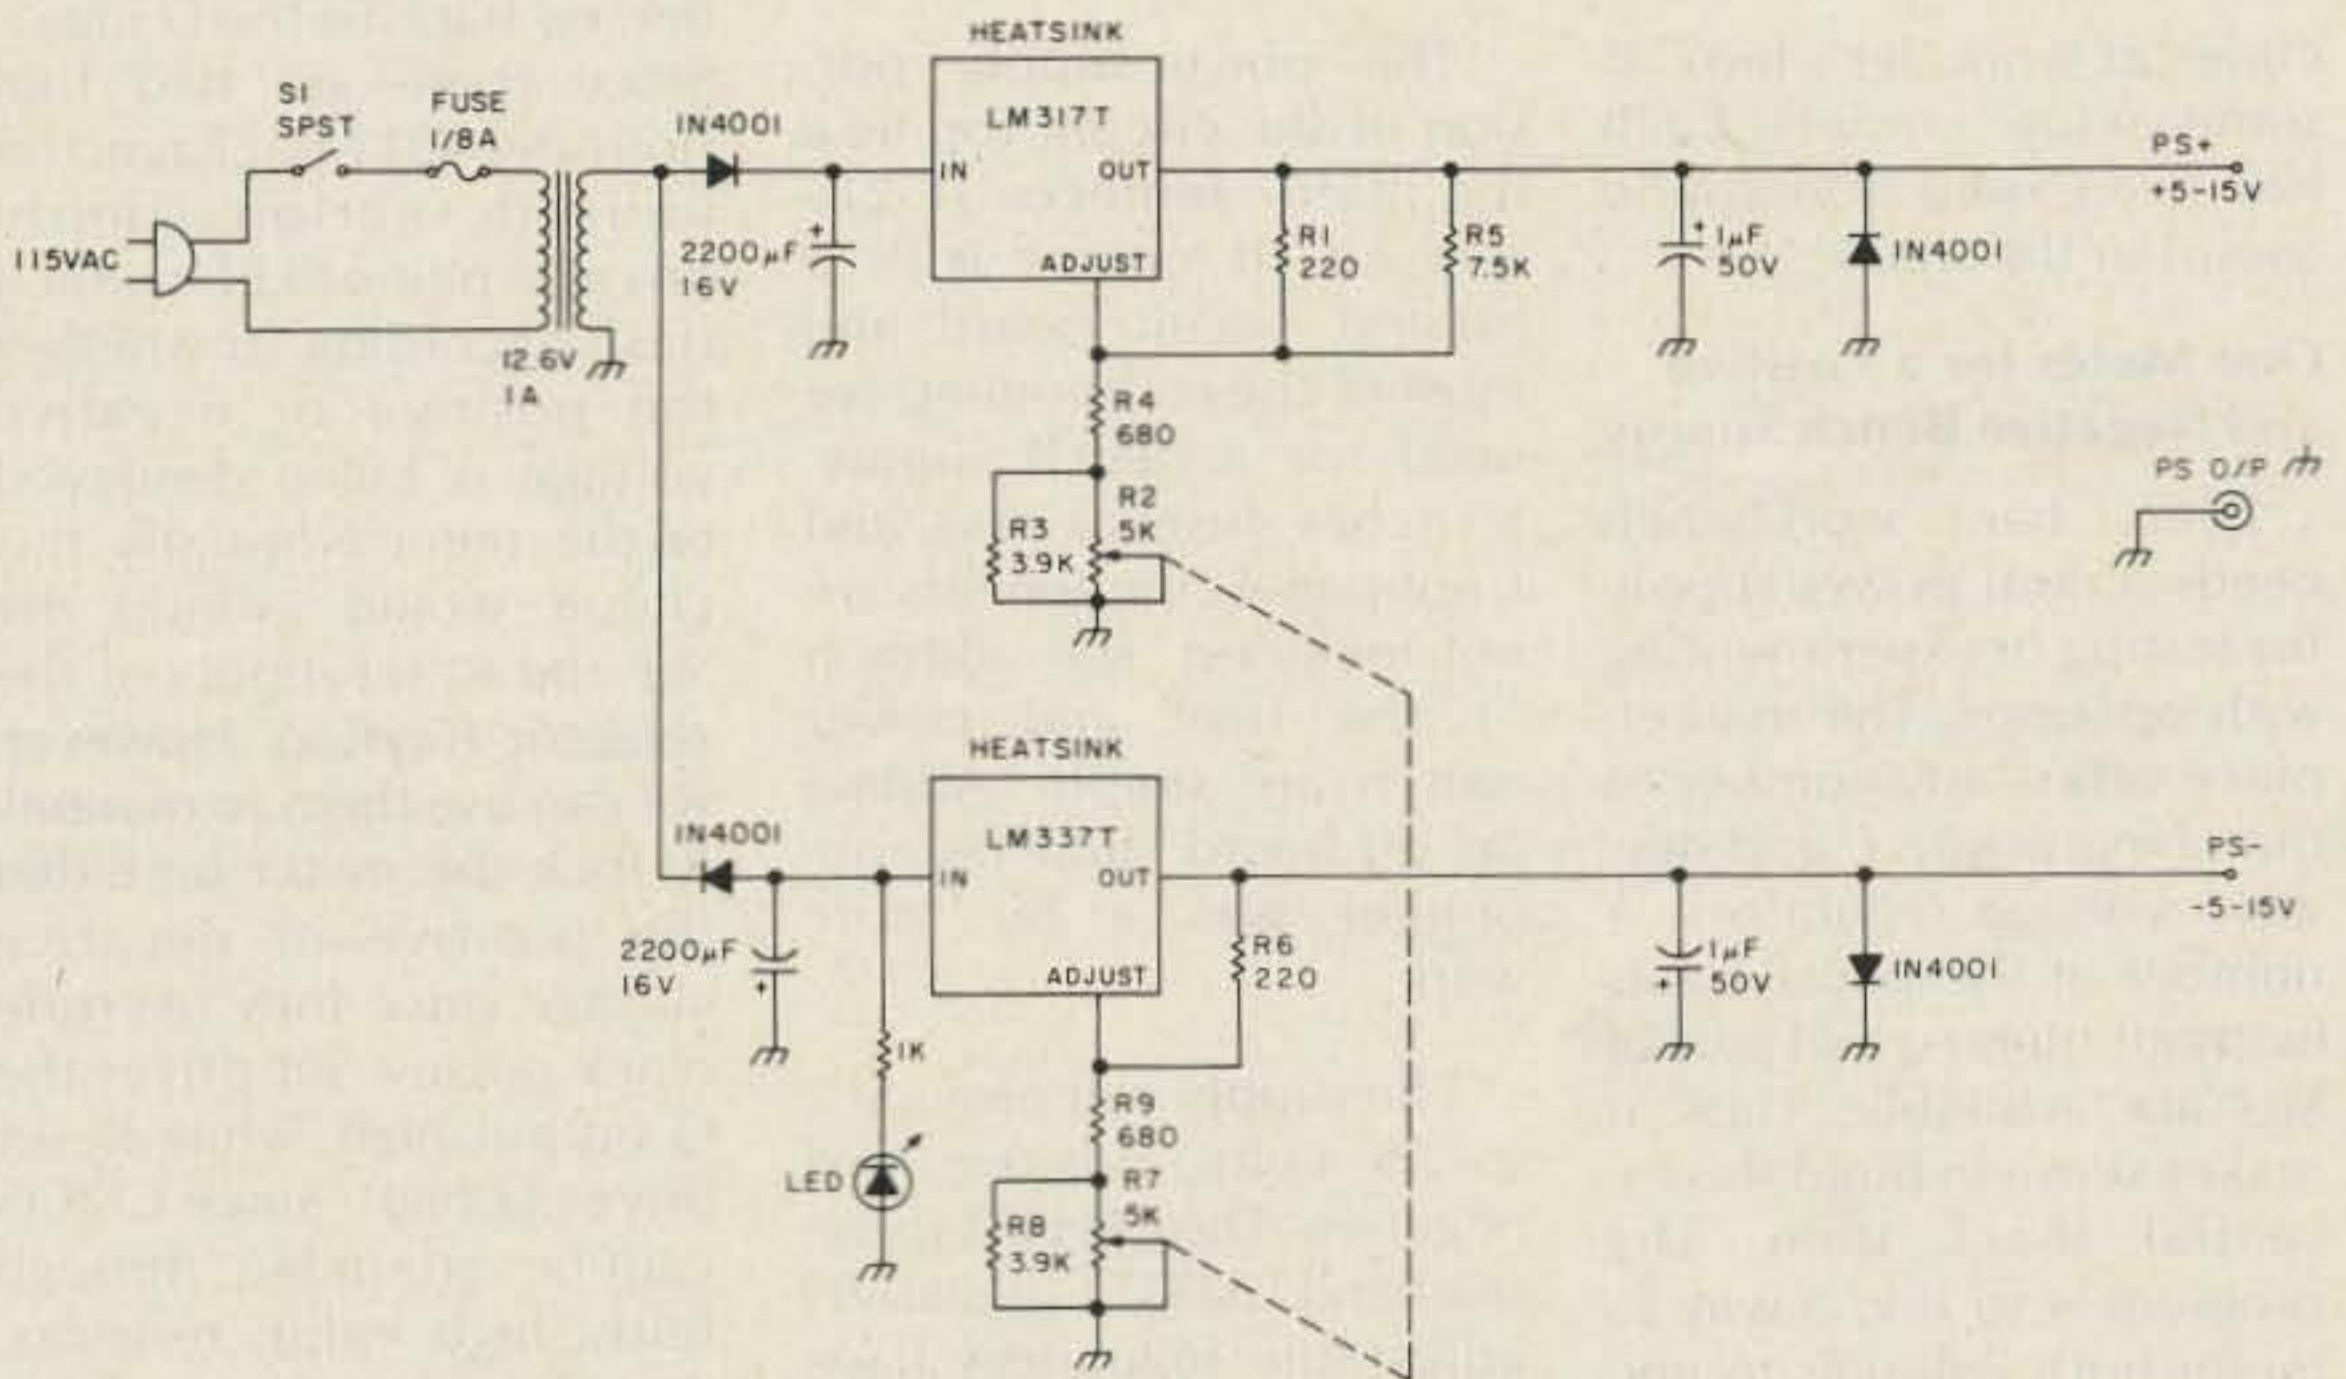 HEATSINK
S1
SPST
FUSE
1/8A
1N4001
LM317T
IN
OUT
ADJUST
PS+
+5-15V
115VAC
2200µF
16V
R1
220
R5
7.5K
1µF
50V
1N4001
12.6V
1A
R4
680
PS O/P
R2
5K
R3
3.9K
HEATSINK
1N4001
LM337T
IN
OUT
ADJUST
PS-
-5-15V
2200µF
16V
R6
220
1µF
50V
1N4001
1K
R9
680
LED
R7
5K
R8
3.9K